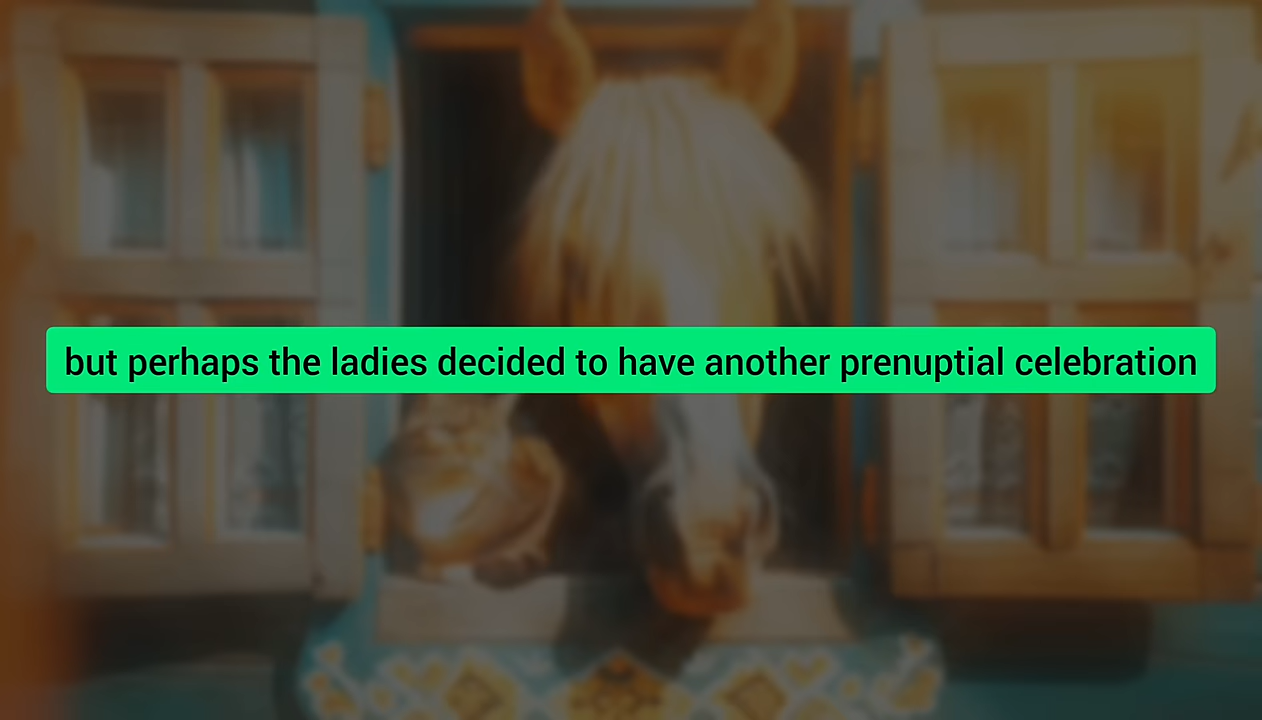 but perhaps the ladies decided to have another prenuptial celebration